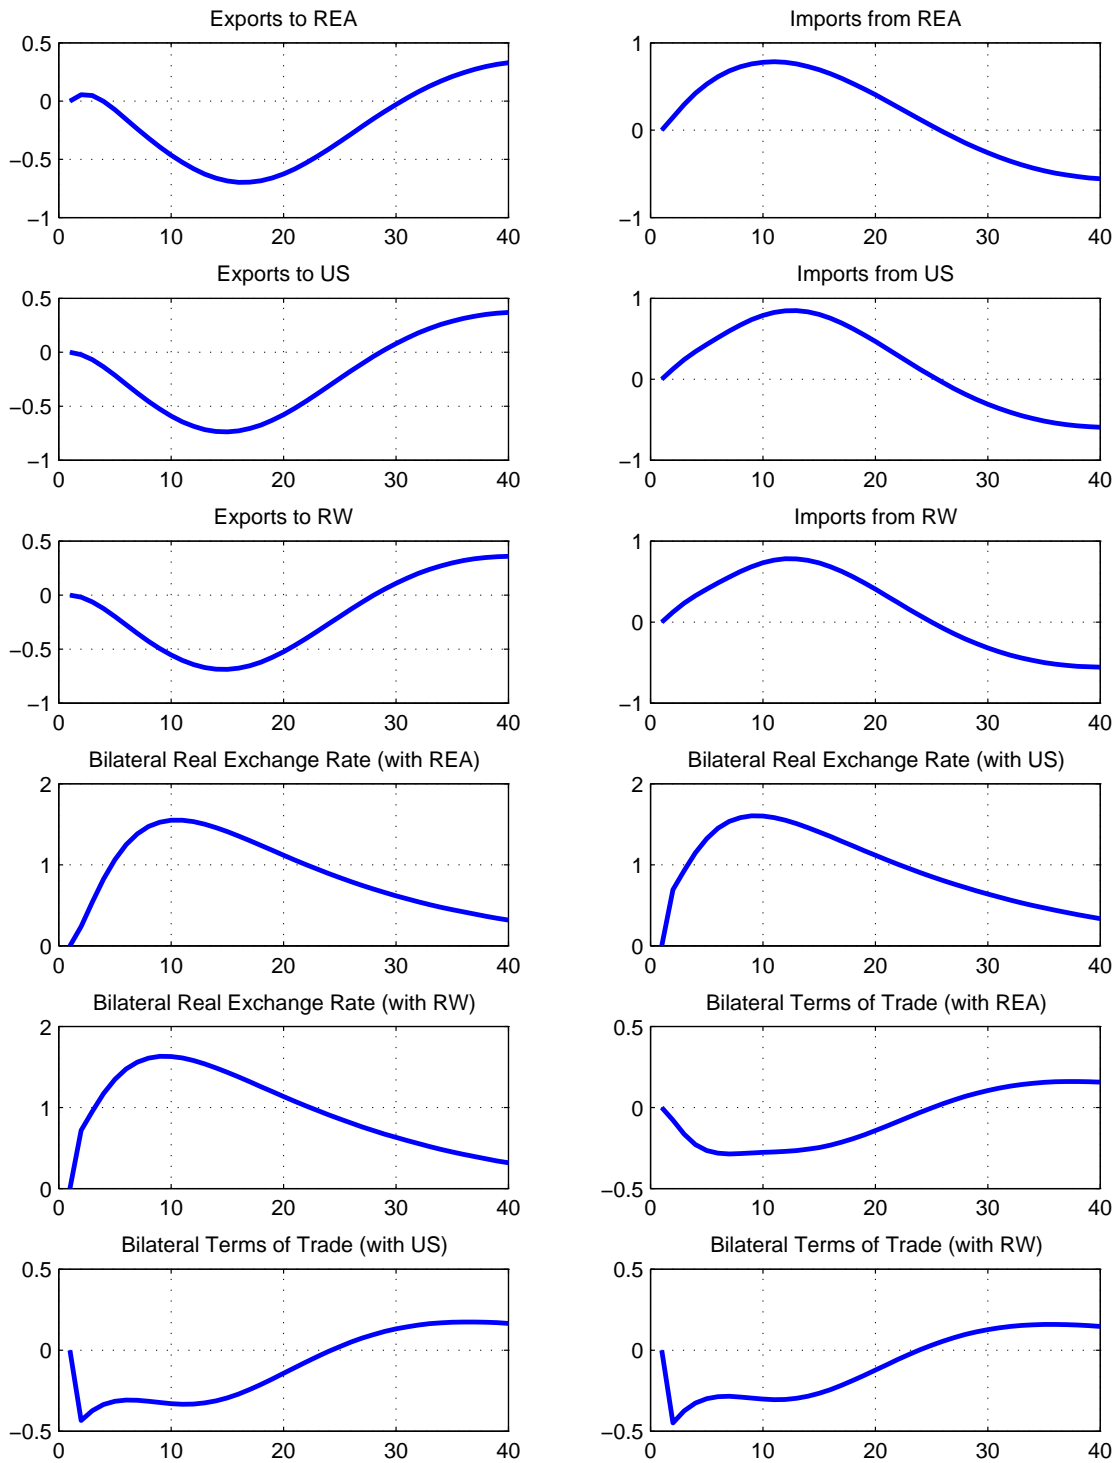 Exports to REA
Imports from REA
0.5
0
−0.5
−1
0 10 20 30 40
1
0
−1
0 10 20 30 40
Exports to US
Imports from US
0.5
0
−0.5
−1
0 10 20 30 40
1
0
−1
0 10 20 30 40
Exports to RW
Imports from RW
0.5
0
−0.5
−1
0 10 20 30 40
1
0
−1
0 10 20 30 40
Bilateral Real Exchange Rate (with REA)
Bilateral Real Exchange Rate (with US)
2
1
0
0 10 20 30 40
2
1
0
0 10 20 30 40
Bilateral Real Exchange Rate (with RW)
Bilateral Terms of Trade (with REA)
2
1
0
0 10 20 30 40
0.5
0
−0.5
0 10 20 30 40
Bilateral Terms of Trade (with US)
Bilateral Terms of Trade (with RW)
0.5
0
−0.5
0 10 20 30 40
0.5
0
−0.5
0 10 20 30 40